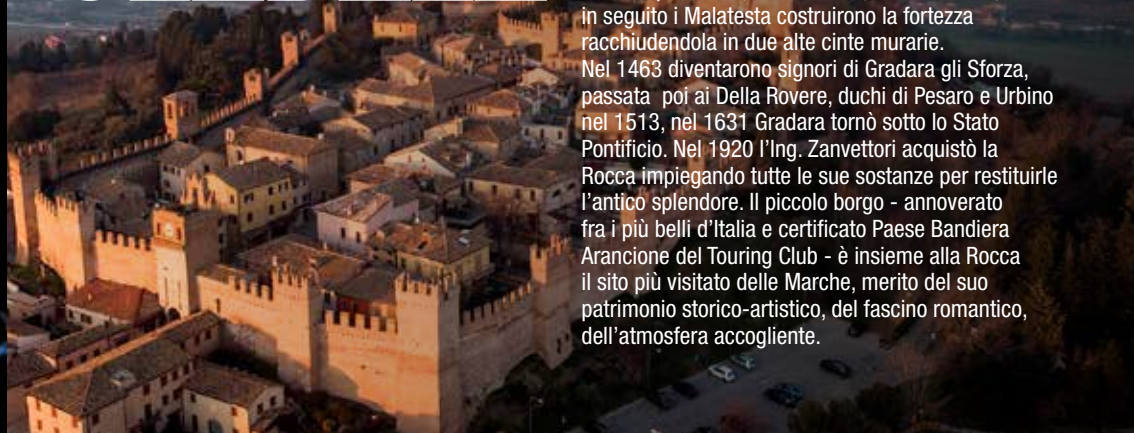 in seguito i Malatesta costruirono la fortezza
racchiudendola in due alte cinte murarie.
Nel 1463 diventarono signori di Gradara gli Sforza,
passata poi ai Della Rovere, duchi di Pesaro e Urbino
nel 1513, nel 1631 Gradara tornò sotto lo Stato
Pontificio. Nel 1920 l'Ing. Zanvettori acquistò la
Rocca impiegando tutte le sue sostanze per restituirle
l'antico splendore. Il piccolo borgo - annoverato
fra i più belli d'Italia e certificato Paese Bandiera
Arancione del Touring Club - è insieme alla Rocca
il sito più visitato delle Marche, merito del suo
patrimonio storico-artistico, del fascino romantico,
dell'atmosfera accogliente.